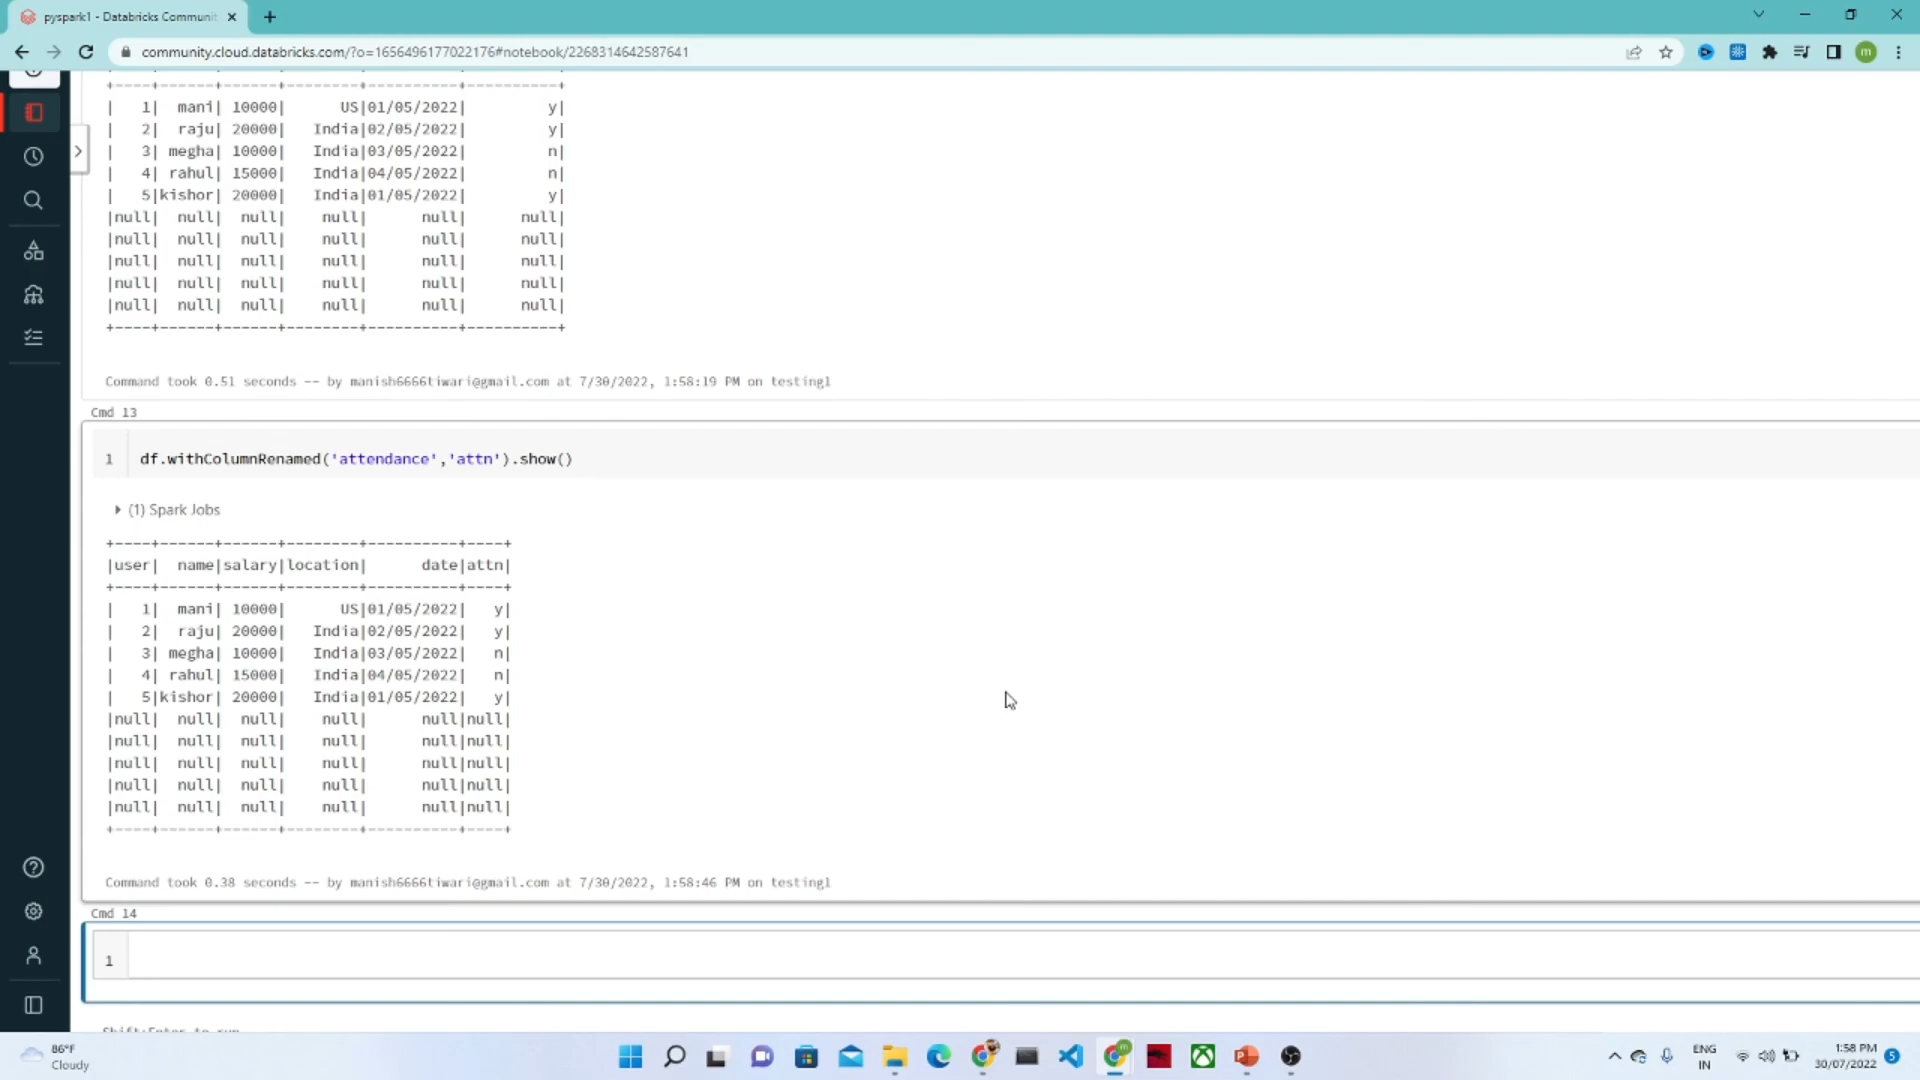 pyspark1 - Databricks Communit
community.cloud.databricks.com/?o=1656496177022176#notebook/2268314642587641
m
+----+------+------+--------+----------+----------+
|   1|  mani| 10000|      US|01/05/2022|         y|
|   2|  raju| 20000|   India|02/05/2022|         y|
|   3| megha| 10000|   India|03/05/2022|         n|
|   4| rahul| 15000|   India|04/05/2022|         n|
|   5|kishor| 20000|   India|01/05/2022|         y|
|null|  null|  null|    null|      null|      null|
|null|  null|  null|    null|      null|      null|
|null|  null|  null|    null|      null|      null|
|null|  null|  null|    null|      null|      null|
|null|  null|  null|    null|      null|      null|
+----+------+------+--------+----------+----------+
Command took 0.51 seconds -- by manish6666tiwari@gmail.com at 7/30/2022, 1:58:19 PM on testing1
Cmd 13
1 df.withColumnRenamed('attendance','attn').show()
(1) Spark Jobs
+----+------+------+--------+----------+----+
|user|  name|salary|location|      date|attn|
+----+------+------+--------+----------+----+
|   1|  mani| 10000|      US|01/05/2022|   y|
|   2|  raju| 20000|   India|02/05/2022|   y|
|   3| megha| 10000|   India|03/05/2022|   n|
|   4| rahul| 15000|   India|04/05/2022|   n|
|   5|kishor| 20000|   India|01/05/2022|   y|
|null|  null|  null|    null|      null|null|
|null|  null|  null|    null|      null|null|
|null|  null|  null|    null|      null|null|
|null|  null|  null|    null|      null|null|
|null|  null|  null|    null|      null|null|
+----+------+------+--------+----------+----+
Command took 0.38 seconds -- by manish6666tiwari@gmail.com at 7/30/2022, 1:58:46 PM on testing1
Cmd 14
1
Shift+Enter to run
86°F
Cloudy
ENG
IN
1:58 PM
30/07/2022
5